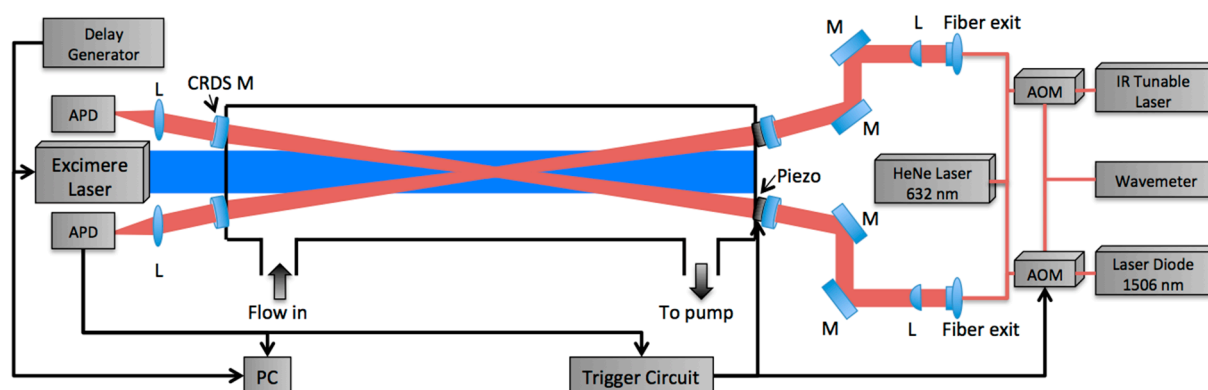 Delay
Generator
CRDS M
L
APD
Excimere
Laser
APD
L
Flow in
To pump
Piezo
PC
Trigger Circuit
M
M
L
Fiber exit
AOM
IR Tunable
Laser
HeNe Laser
632 nm
Wavemeter
M
M
L
Fiber exit
AOM
Laser Diode
1506 nm